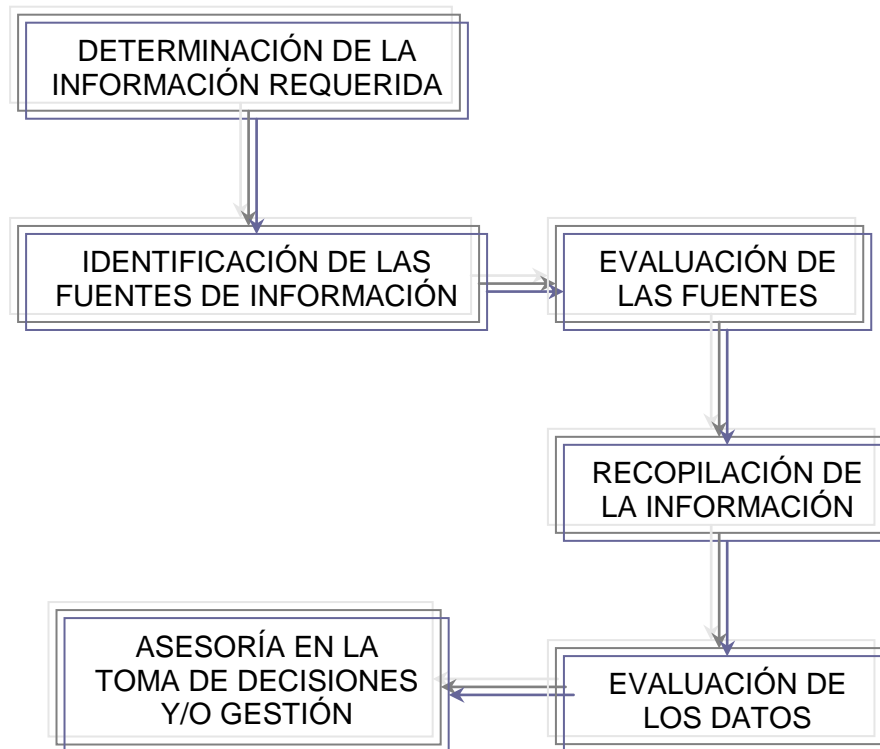 DETERMINACIÓN DE LA
INFORMACIÓN REQUERIDA
IDENTIFICACIÓN DE LAS
FUENTES DE INFORMACIÓN
EVALUACIÓN DE
LAS FUENTES
RECOPILACIÓN DE
LA INFORMACIÓN
EVALUACIÓN DE
LOS DATOS
ASESORÍA EN LA
TOMA DE DECISIONES
Y/O GESTIÓN